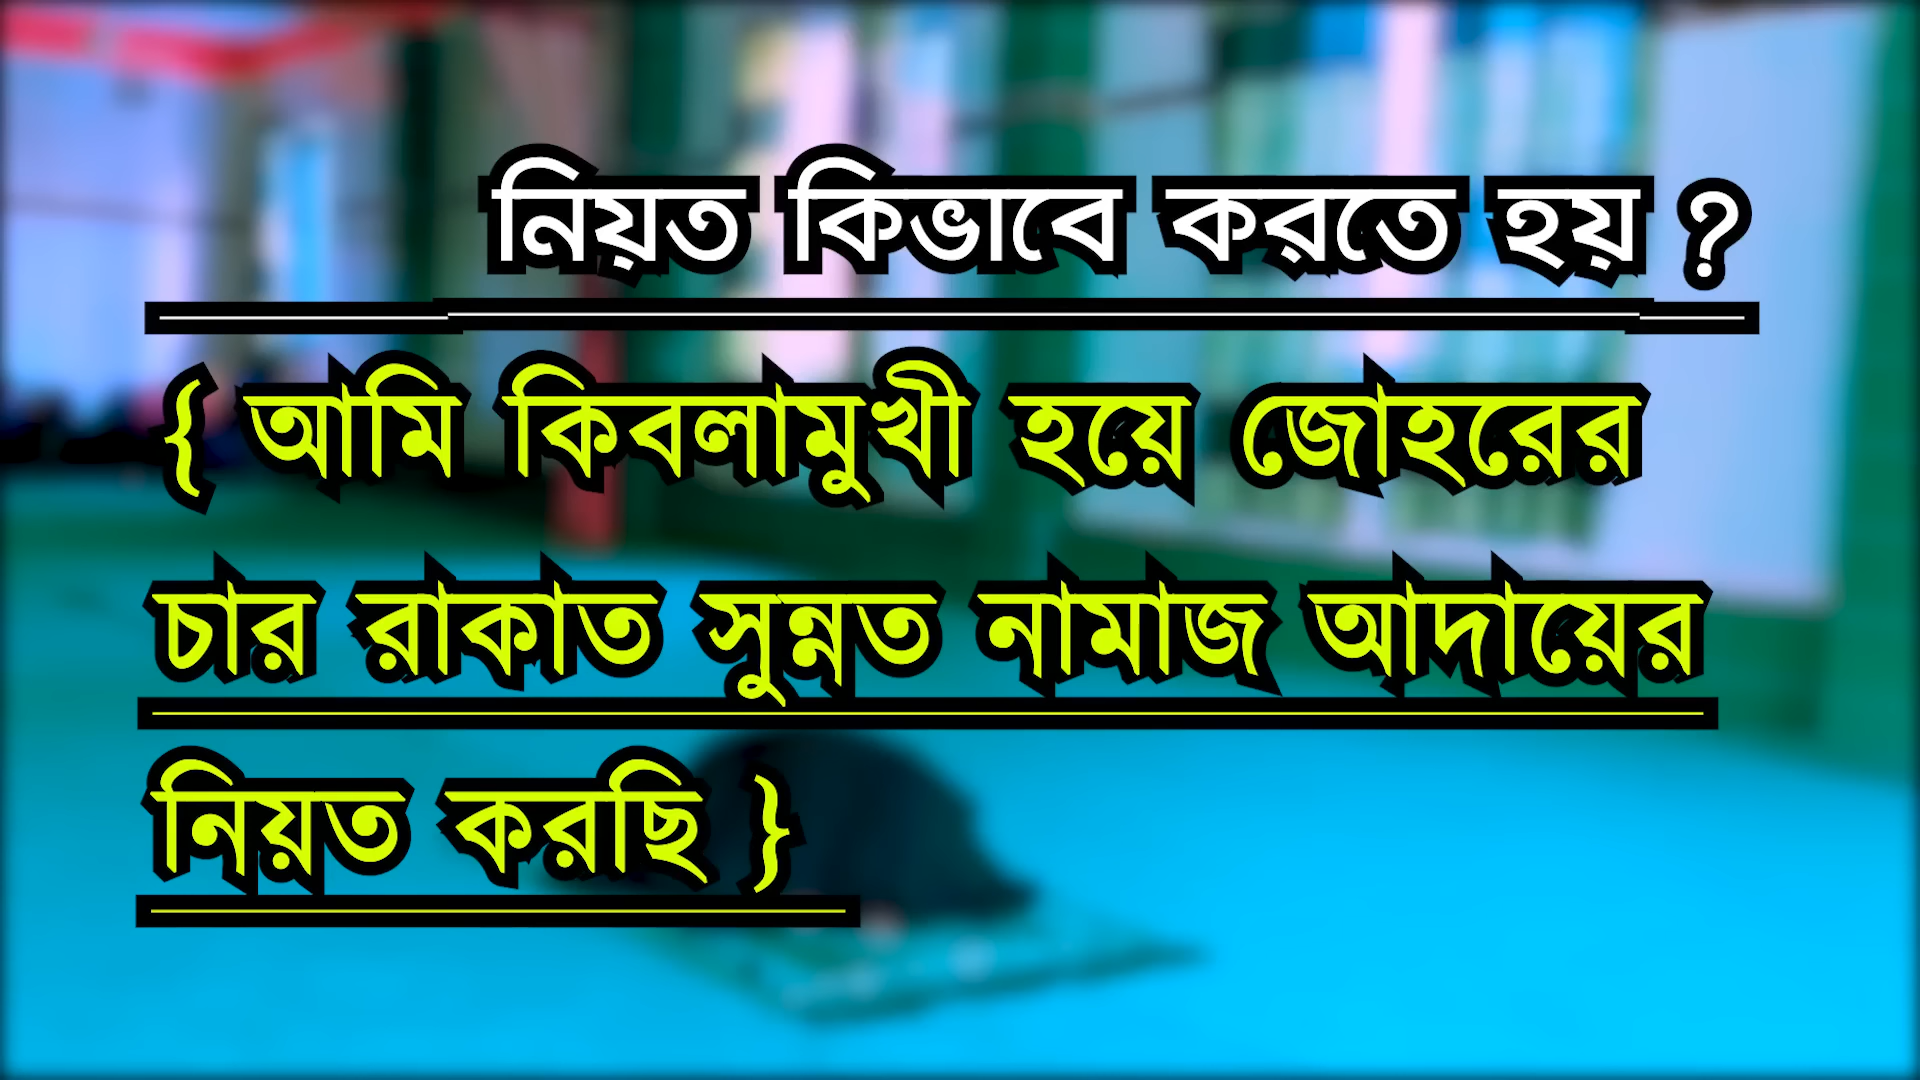 নিয়ত কিভাবে করতে হয় ?
{ আমি কিবলামুখী হয়ে জোহরের
চার রাকাত সুন্নত নামাজ আদায়ের
নিয়ত করছি }